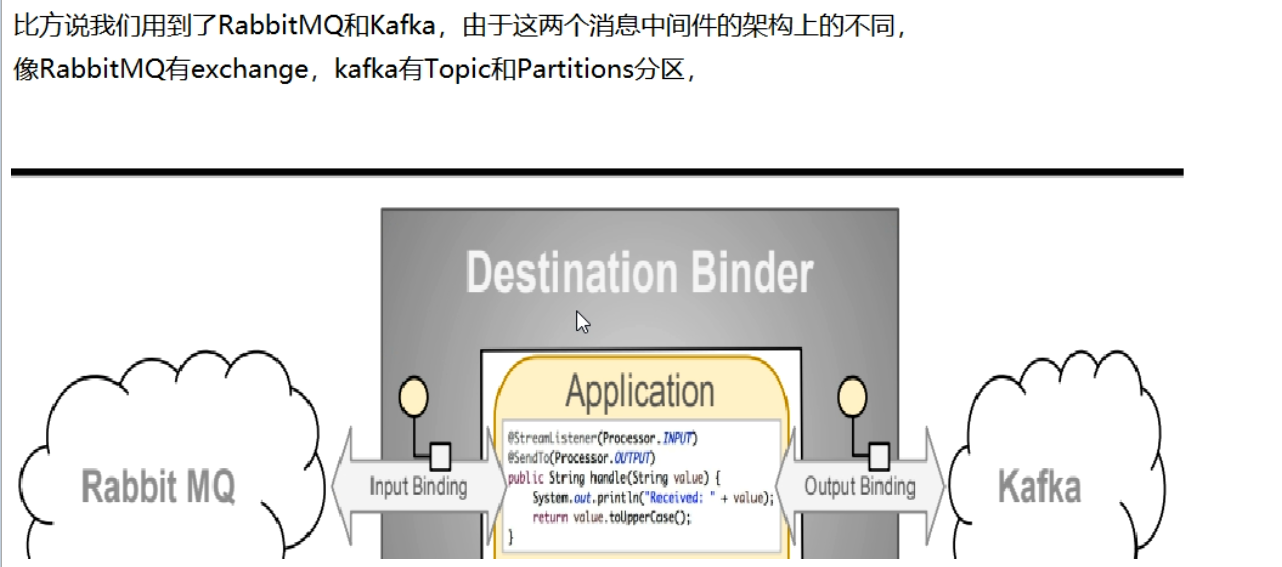 比方说我们用到了RabbitMQ和Kafka，由于这两个消息中间件的架构上的不同，
像RabbitMQ有exchange，kafka有Topic和Partitions分区，
Destination Binder
Application
@StreamListener(Processor.INPUT)
@SendTo(Processor.OUTPUT)
public String handle(String value) {
System.out.println("Received: " + value);
return value.toUpperCase();
}
Rabbit MQ
Input Binding
Output Binding
Kafka